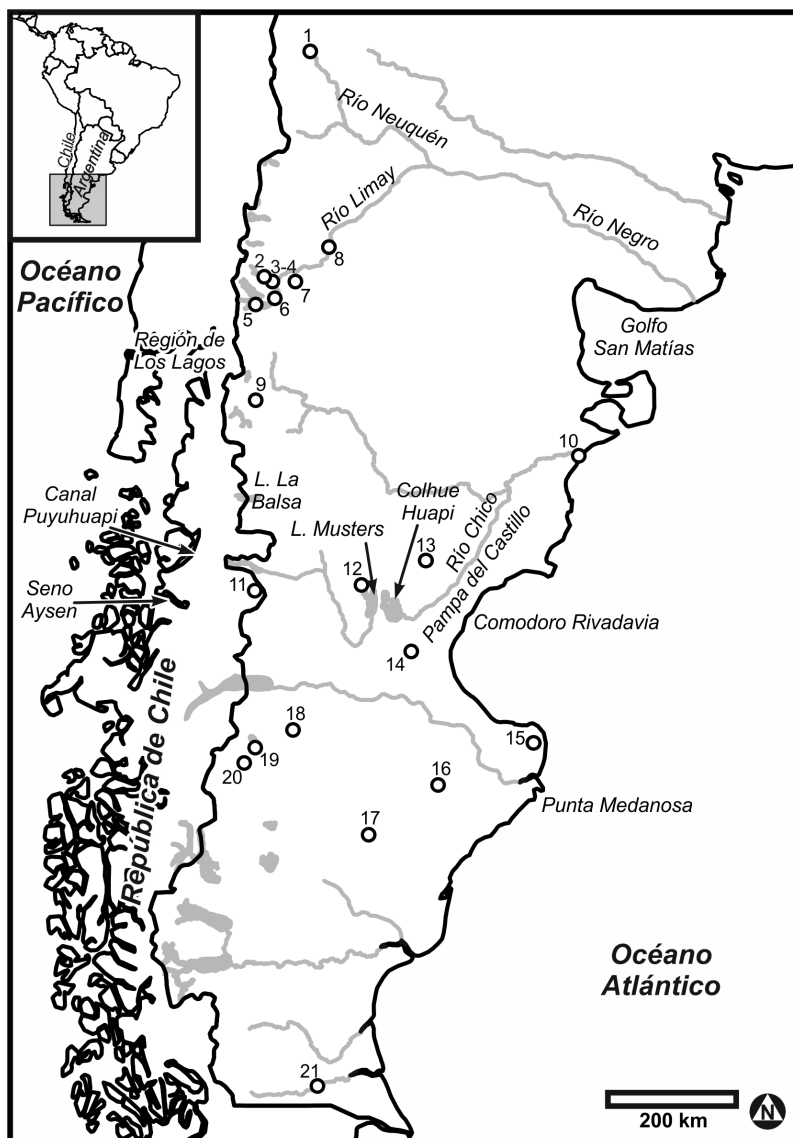 Chile
Argentina
1
Río Neuquén
Río Limay
Río Negro
Océano
Pacífico
2
3-4
8
5
6
7
Golfo
San Matías
Región de
Los Lagos
9
10
Canal
Puyuhuapi
L. La
Balsa
Colhue
Huapi
L. Musters
Río Chico
Pampa del Castillo
13
12
11
Seno
Aysen
Comodoro Rivadavia
14
República de Chile
18
15
19
20
16
Punta Medanosa
17
Océano
Atlántico
21
200 km
N